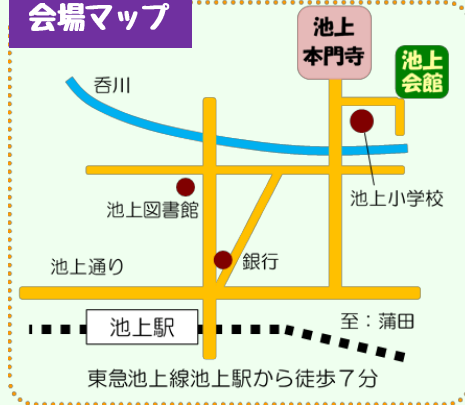 会場マップ
池上
本門寺
池上
会館
呑川
池上小学校
池上図書館
銀行
池上通り
池上駅
至：蒲田
東急池上線池上駅から徒歩７分